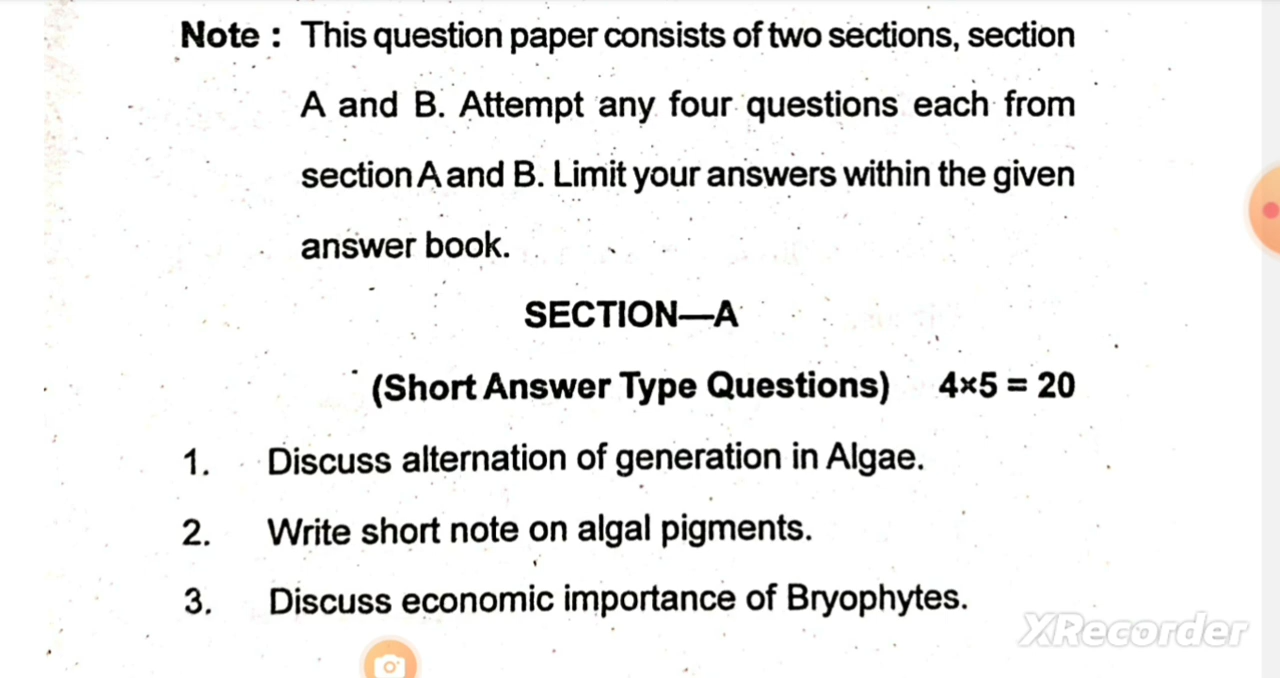 Note : This question paper consists of two sections, section
A and B. Attempt any four questions each from
section A and B. Limit your answers within the given
answer book.
SECTION—A
(Short Answer Type Questions) 4×5 = 20
1. Discuss alternation of generation in Algae.
2. Write short note on algal pigments.
3. Discuss economic importance of Bryophytes.
XRecorder